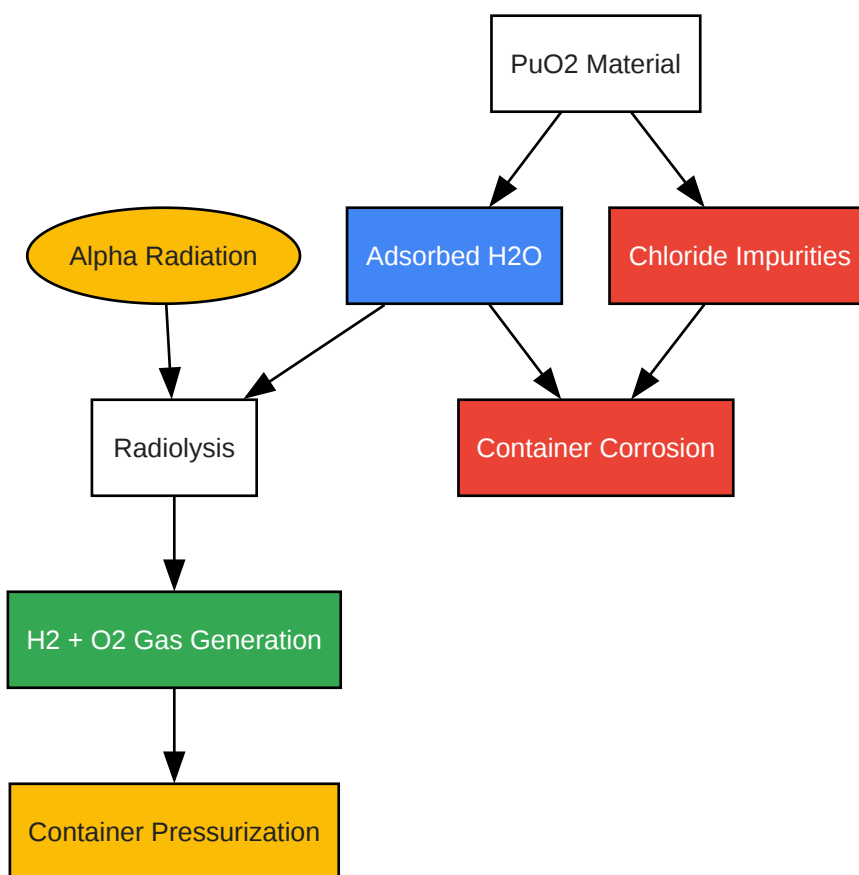 PuO2 Material
Alpha Radiation
Adsorbed H2O
Chloride Impurities
Radiolysis
Container Corrosion
H2 + O2 Gas Generation
Container Pressurization